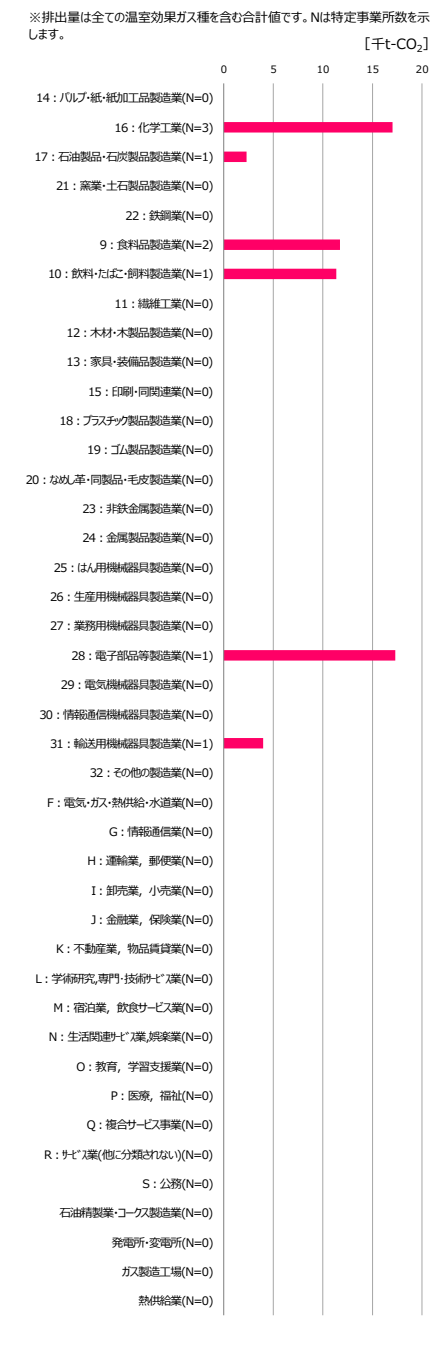 ※排出量は全ての温室効果ガス種を含む合計値です。Nは特定事業所数を示
します。
[千t-CO₂]
0 5 10 15 20
14:パルプ・紙・紙加工品製造業(N=0)
16:化学工業(N=3)
17:石油製品・石炭製品製造業(N=1)
21:窯業・土石製品製造業(N=0)
22:鉄鋼業(N=0)
9:食料品製造業(N=2)
10:飲料・たばこ・飼料製造業(N=1)
11:繊維工業(N=0)
12:木材・木製品製造業(N=0)
13:家具・装備品製造業(N=0)
15:印刷・同関連業(N=0)
18:プラスチック製品製造業(N=0)
19:ゴム製品製造業(N=0)
20:なめし革・同製品・毛皮製造業(N=0)
23:非鉄金属製造業(N=0)
24:金属製品製造業(N=0)
25:はん用機械器具製造業(N=0)
26:生産用機械器具製造業(N=0)
27:業務用機械器具製造業(N=0)
28:電子部品等製造業(N=1)
29:電気機械器具製造業(N=0)
30:情報通信機械器具製造業(N=0)
31:輸送用機械器具製造業(N=1)
32:その他の製造業(N=0)
F:電気・ガス・熱供給・水道業(N=0)
G:情報通信業(N=0)
H:運輸業，郵便業(N=0)
I:卸売業，小売業(N=0)
J:金融業，保険業(N=0)
K:不動産業，物品賃貸業(N=0)
L:学術研究,専門・技術ｻｰﾋﾞｽ業(N=0)
M:宿泊業，飲食サービス業(N=0)
N:生活関連ｻｰﾋﾞｽ業,娯楽業(N=0)
O:教育，学習支援業(N=0)
P:医療，福祉(N=0)
Q:複合サービス事業(N=0)
R:ｻｰﾋﾞｽ業(他に分類されない)(N=0)
S:公務(N=0)
石油精製業・コークス製造業(N=0)
発電所・変電所(N=0)
ガス製造工場(N=0)
熱供給業(N=0)